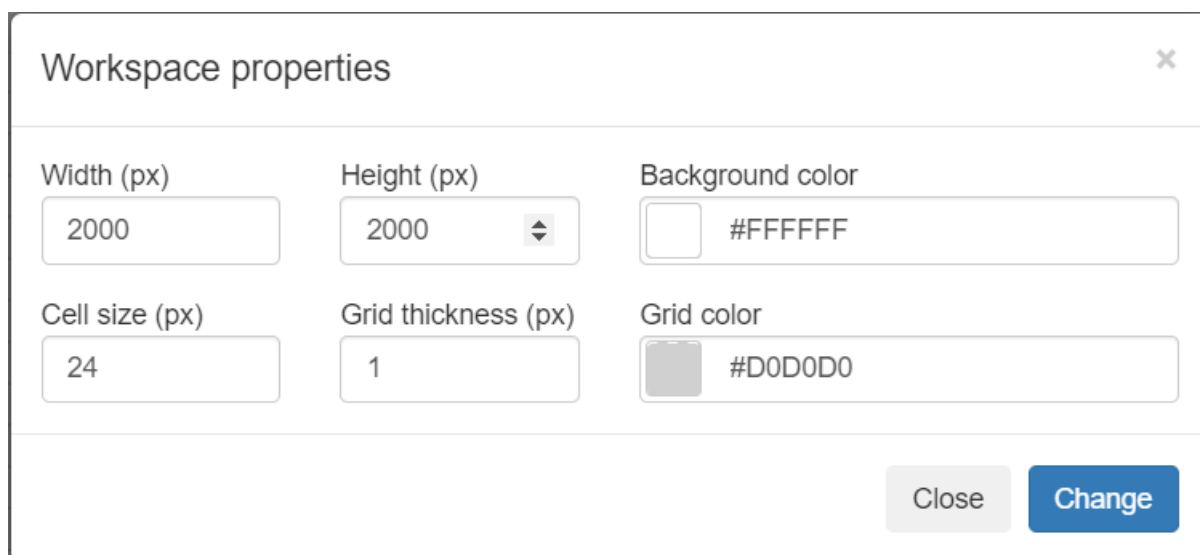 Workspace properties
×
Width (px) Height (px) Background color
2000 2000 #FFFFFF
Cell size (px) Grid thickness (px) Grid color
24 1 #D0D0D0
Close Change